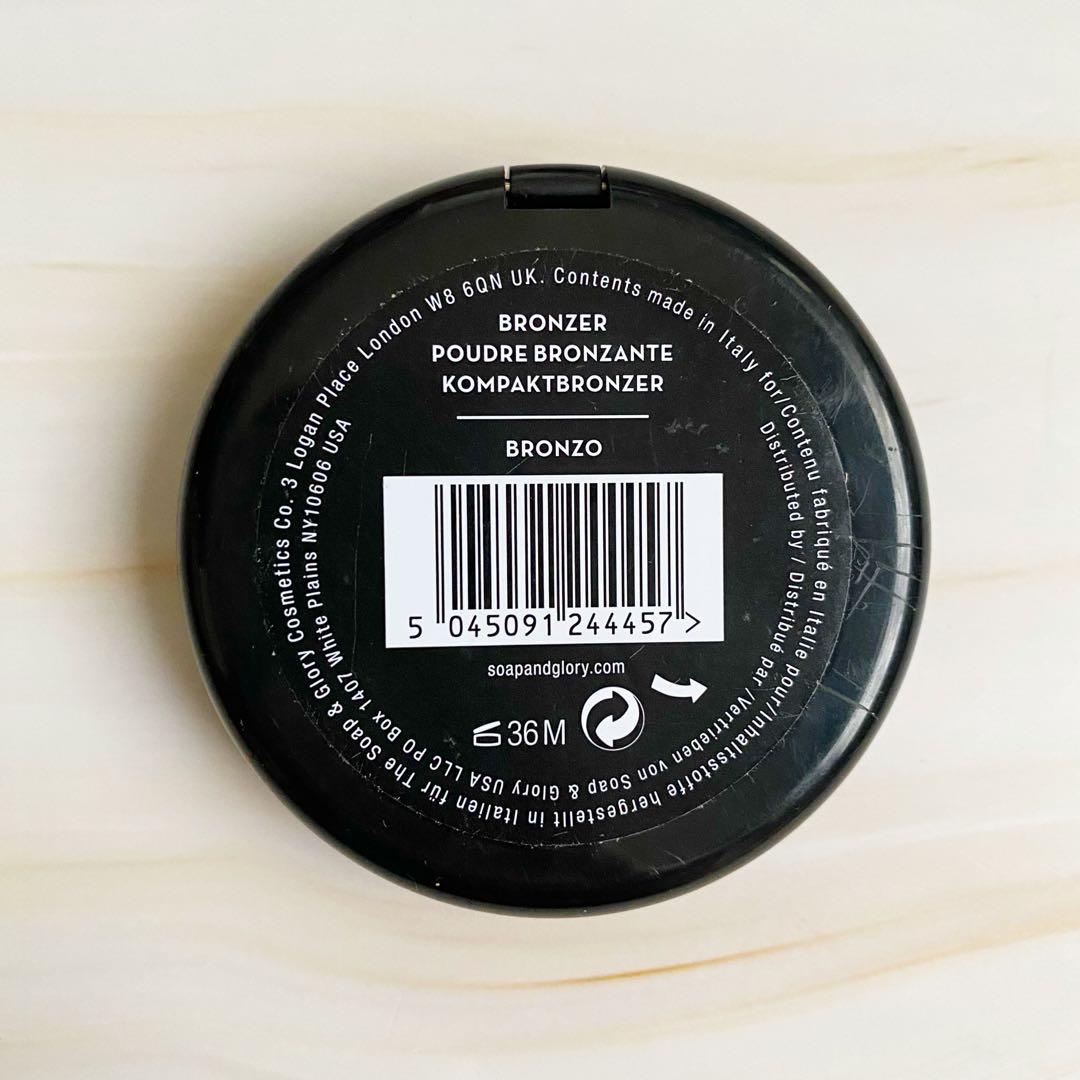 BRONZER
POUDRE BRONZANTE
KOMPAKTBRONZER
BRONZO
5 045091 244457 >
soapandglory.com
36 M
Contents made in Italy for/Contenu fabriqué en Italie pour/Inhaltsstoffe hergestellt in Italien für The Soap & Glory Cosmetics Co. 3 Logan Place London W8 6QN UK.
Distributed by / Distribué par /Vertrieben von Soap & Glory USA LLC PO Box 1407 White Plains NY10606 USA